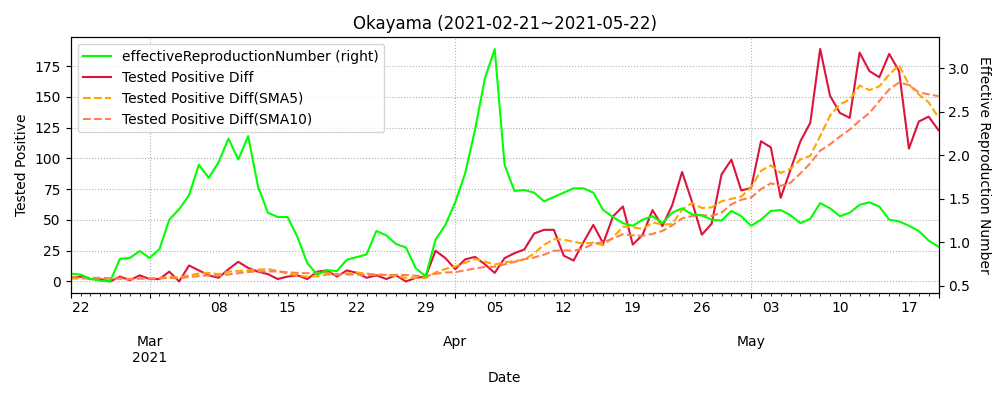 Okayama (2021-02-21~2021-05-22)
effectiveReproductionNumber (right)
Tested Positive Diff
Tested Positive Diff(SMA5)
Tested Positive Diff(SMA10)
Tested Positive
175
150
125
100
75
50
25
0
3.0
2.5
2.0
1.5
1.0
0.5
Effective Reproduction Number
22 08 15 22 29 05 12 19 26 03 10 17
Mar Apr May
2021
Date